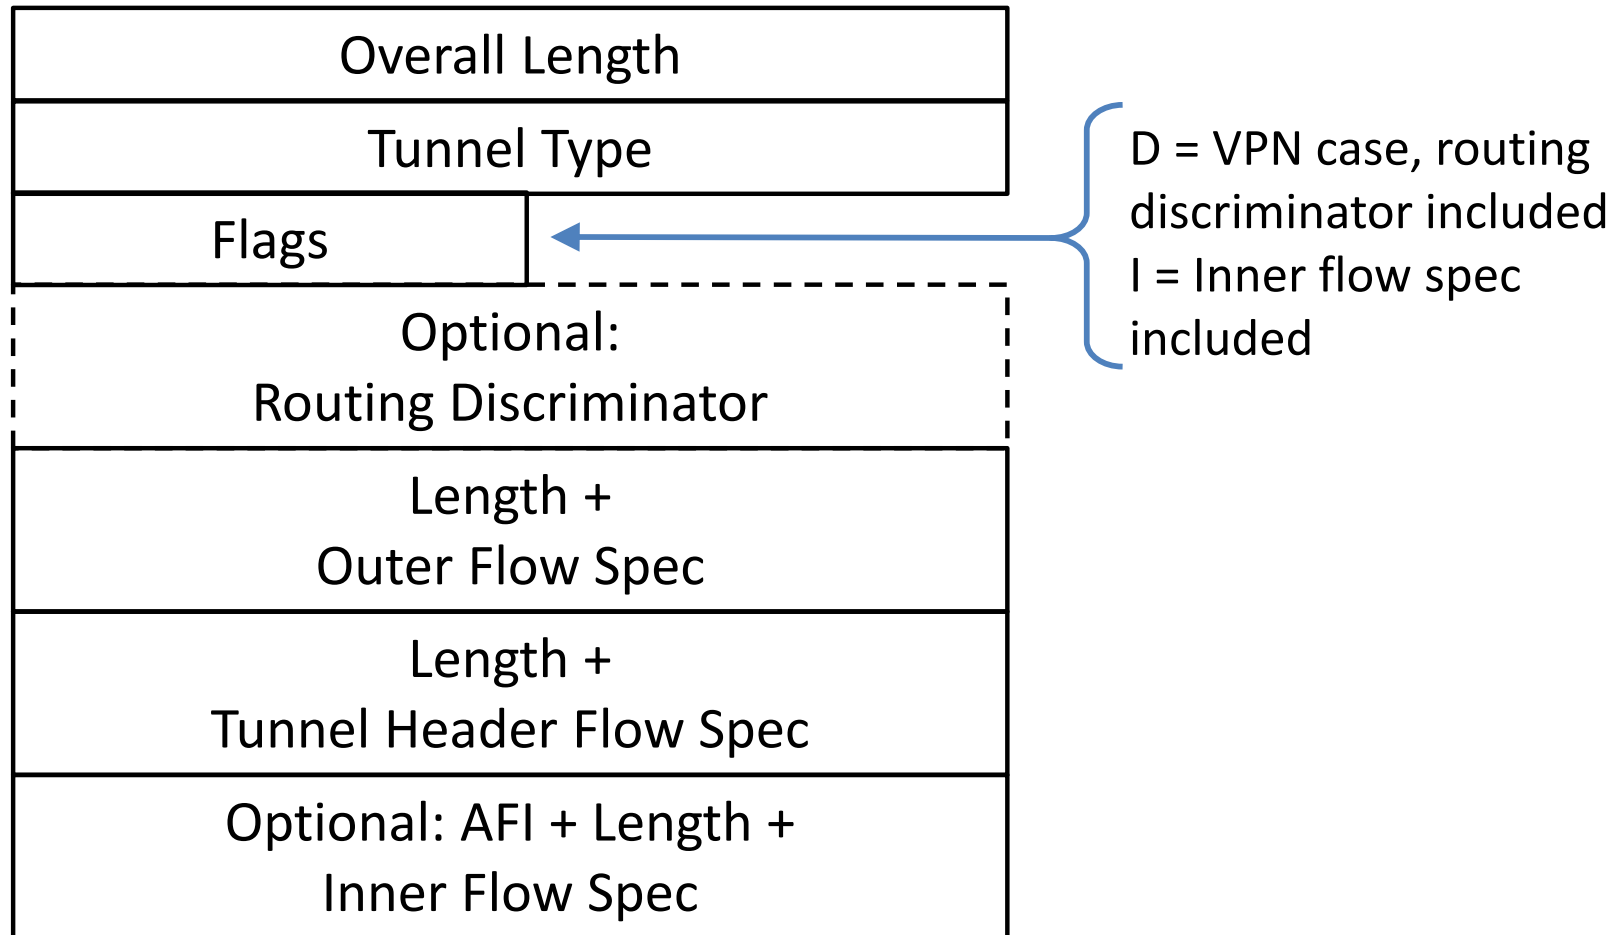 Overall Length
Tunnel Type
Flags
D = VPN case, routing
discriminator included
I = Inner flow spec
included
Optional:
Routing Discriminator
Length +
Outer Flow Spec
Length +
Tunnel Header Flow Spec
Optional: AFI + Length +
Inner Flow Spec